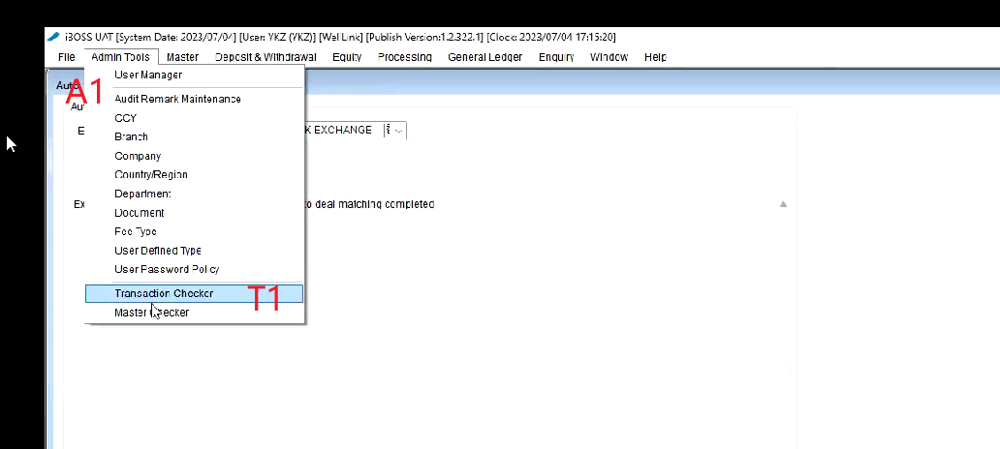 iBOSS UAT [System Date: 2023/07/04] [User: YKZ (YKZ)] [WellLink] [Publish Version:1.2.322.1] [Clock: 2023/07/04 17:15:20]
File Admin Tools Master Deposit & Withdrawal Equity Processing General Ledger Enquiry Window Help
User Manager
Auto
A1
Audit Remark Maintenance
Au
CCY
E
K EXCHANGE
Branch
Company
Country/Region
Department
Ex
to deal matching completed
Document
Fee Type
User Defined Type
User Password Policy
Transaction Checker
T1
Master Checker